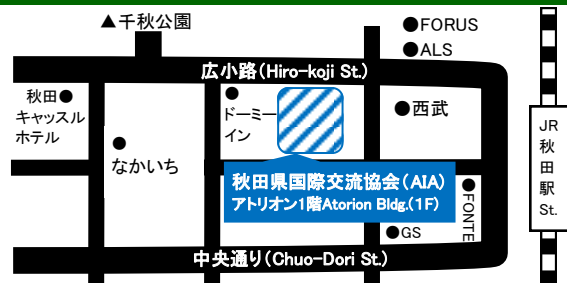 ▲千秋公園
●FORUS
●ALS
広小路(Hiro-koji St.)
秋田●
キャッスル
ホテル
●
なかいち
●
ドーミー
イン
●西武
JR
秋
田
駅
St.
秋田県国際交流協会(AIA)
アトリオン1階Atorion Bldg.(1F)
●FONTE
●GS
中央通り(Chuo-Dori St.)